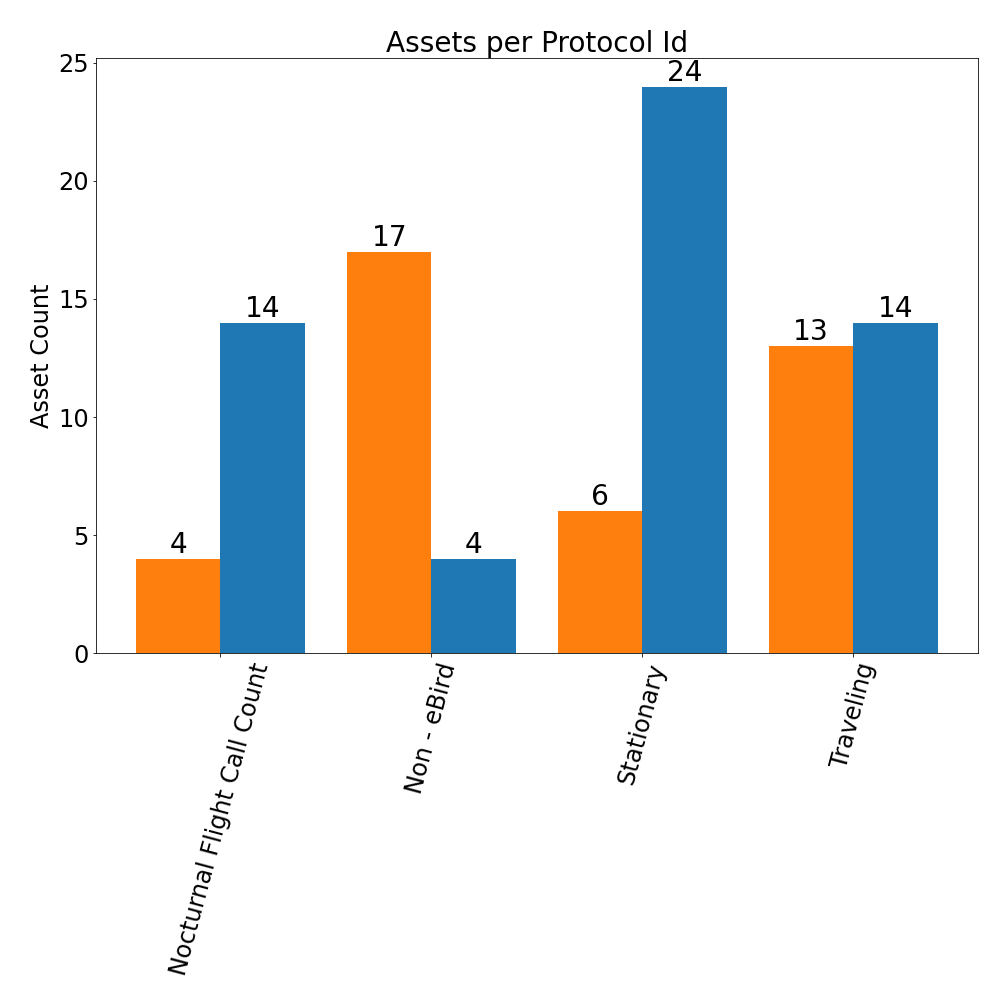 Assets per Protocol Id
Asset Count
25
20
15
10
5
0
4
14
17
4
6
24
13
14
Nocturnal Flight Call Count
Non - eBird
Stationary
Traveling